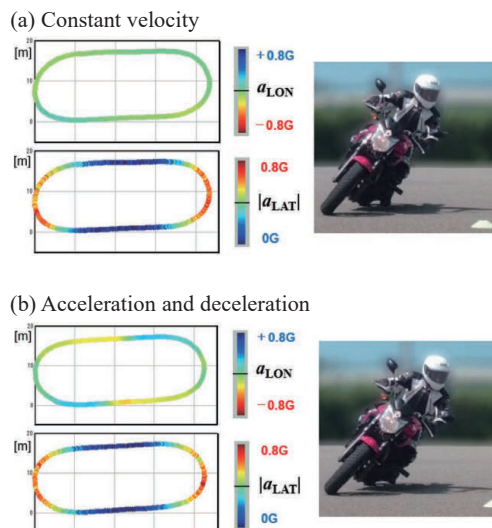 (a) Constant velocity
[m]
20
10
0
+0.8G
aLON
−0.8G
[m]
20
10
0
0.8G
|aLAT|
0G
(b) Acceleration and deceleration
[m]
20
10
0
+0.8G
aLON
−0.8G
[m]
20
10
0
0.8G
|aLAT|
0G